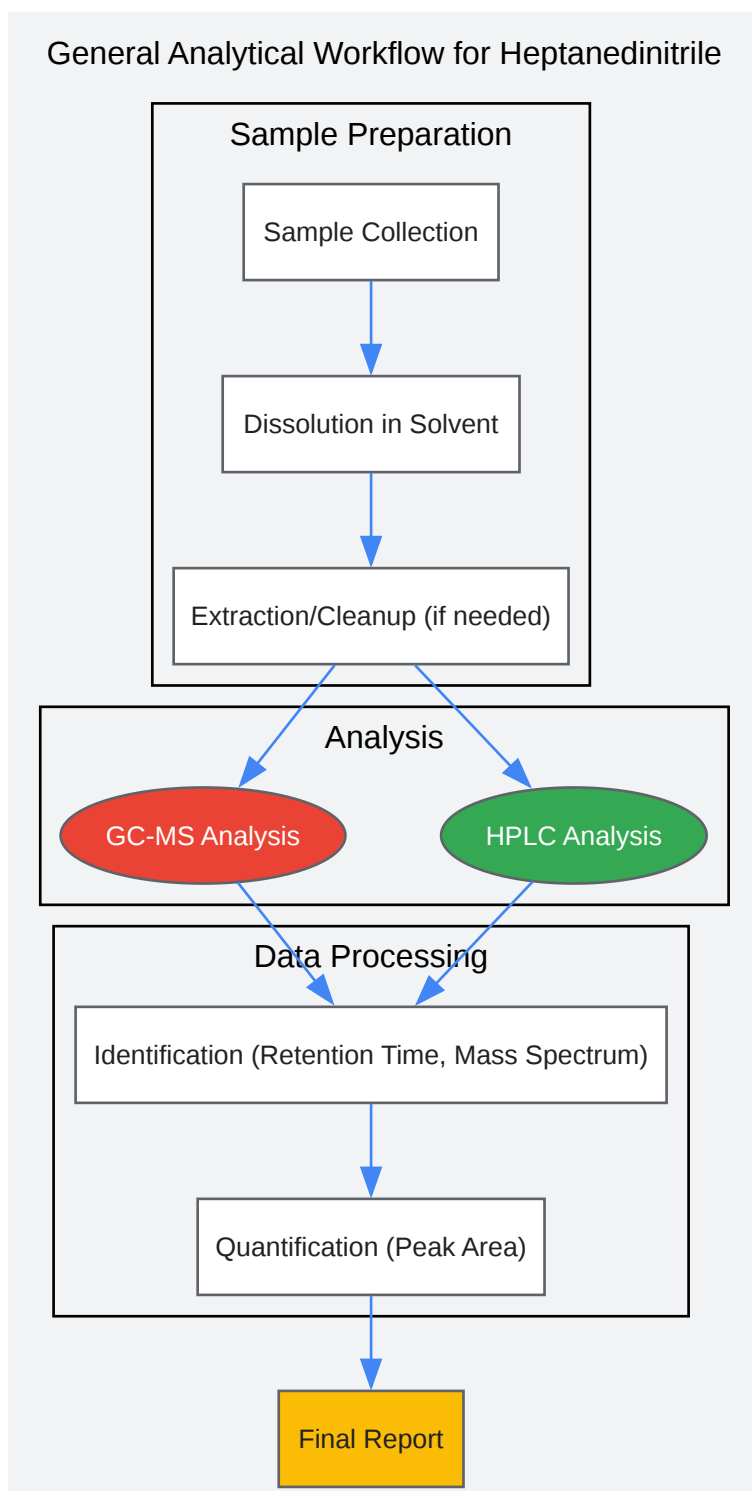 General Analytical Workflow for Heptanedinitrile
Sample Preparation
Sample Collection
Dissolution in Solvent
Extraction/Cleanup (if needed)
Analysis
GC-MS Analysis
HPLC Analysis
Data Processing
Identification (Retention Time, Mass Spectrum)
Quantification (Peak Area)
Final Report